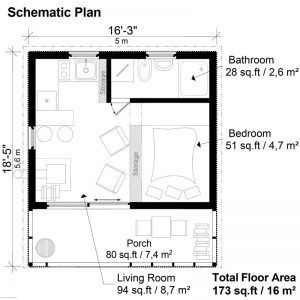 Schematic Plan
16'-3"
5 m
Bathroom
28 sq.ft / 2,6 m²
Storage
Bedroom
51 sq.ft / 4,7 m²
18'-5"
5,6 m
Storage
Porch
80 sq.ft / 7,4 m²
Living Room
94 sq.ft / 8,7 m²
Total Floor Area
173 sq.ft / 16 m²